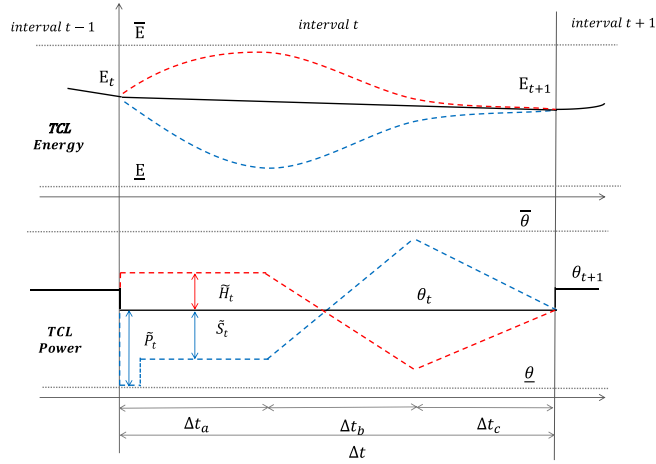 interval t − 1
E̅
interval t
interval t + 1
E_t
E_{t+1}
TCL
Energy
E̲
θ̅
θ_{t+1}
H̃_t
θ_t
TCL
Power
P̃_t
S̃_t
θ̲
Δt_a
Δt_b
Δt_c
Δt